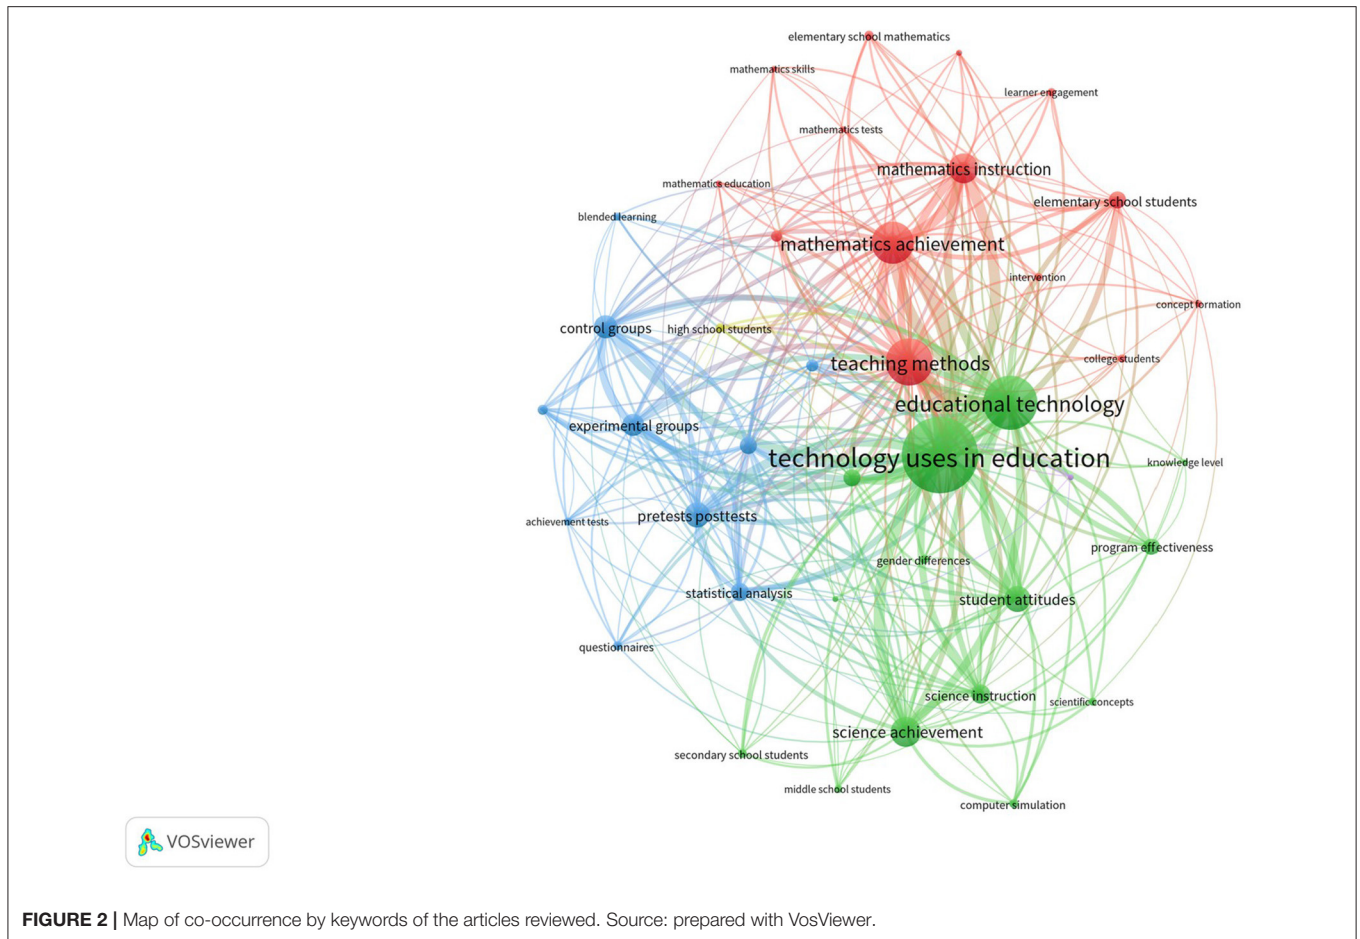 elementary school mathematics
mathematics skills
learner engagement
mathematics tests
mathematics instruction
mathematics education
elementary school students
blended learning
mathematics achievement
intervention
concept formation
control groups
high school students
college students
teaching methods
educational technology
experimental groups
technology uses in education
knowledge level
pretests posttests
achievement tests
program effectiveness
gender differences
statistical analysis
student attitudes
questionnaires
science instruction
scientific concepts
science achievement
secondary school students
middle school students
computer simulation
VOSviewer
FIGURE 2 | Map of co-occurrence by keywords of the articles reviewed. Source: prepared with VosViewer.